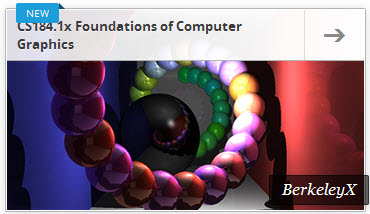 NEW
CS184.1x Foundations of Computer
Graphics
BerkeleyX